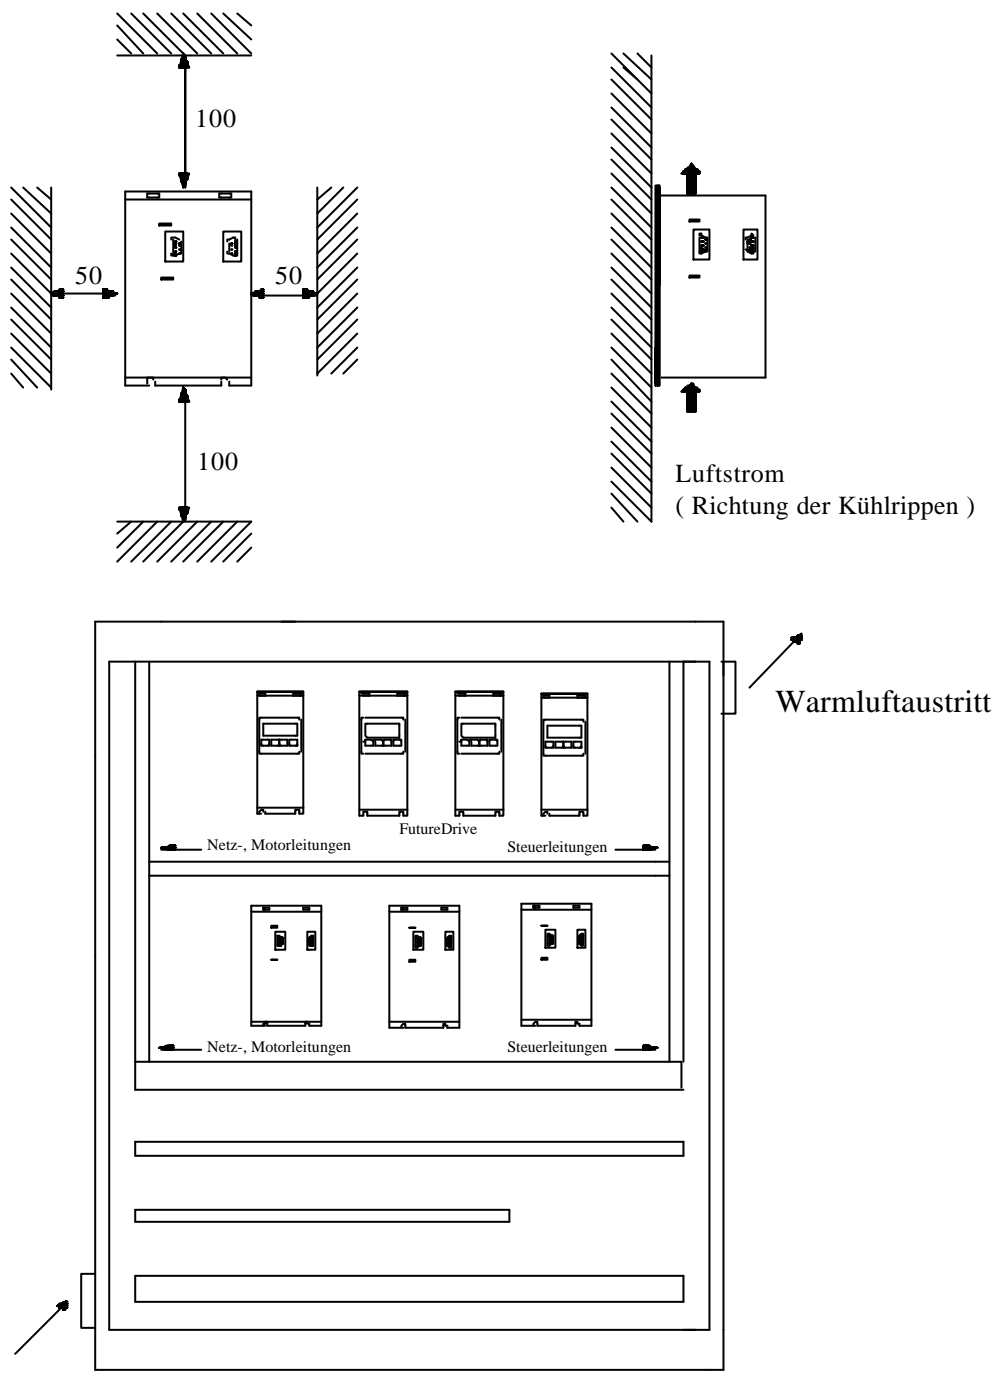 100
50
50
100
Luftstrom
( Richtung der Kühlrippen )
Warmluftaustritt
FutureDrive
Netz-, Motorleitungen
Steuerleitungen
Netz-, Motorleitungen
Steuerleitungen